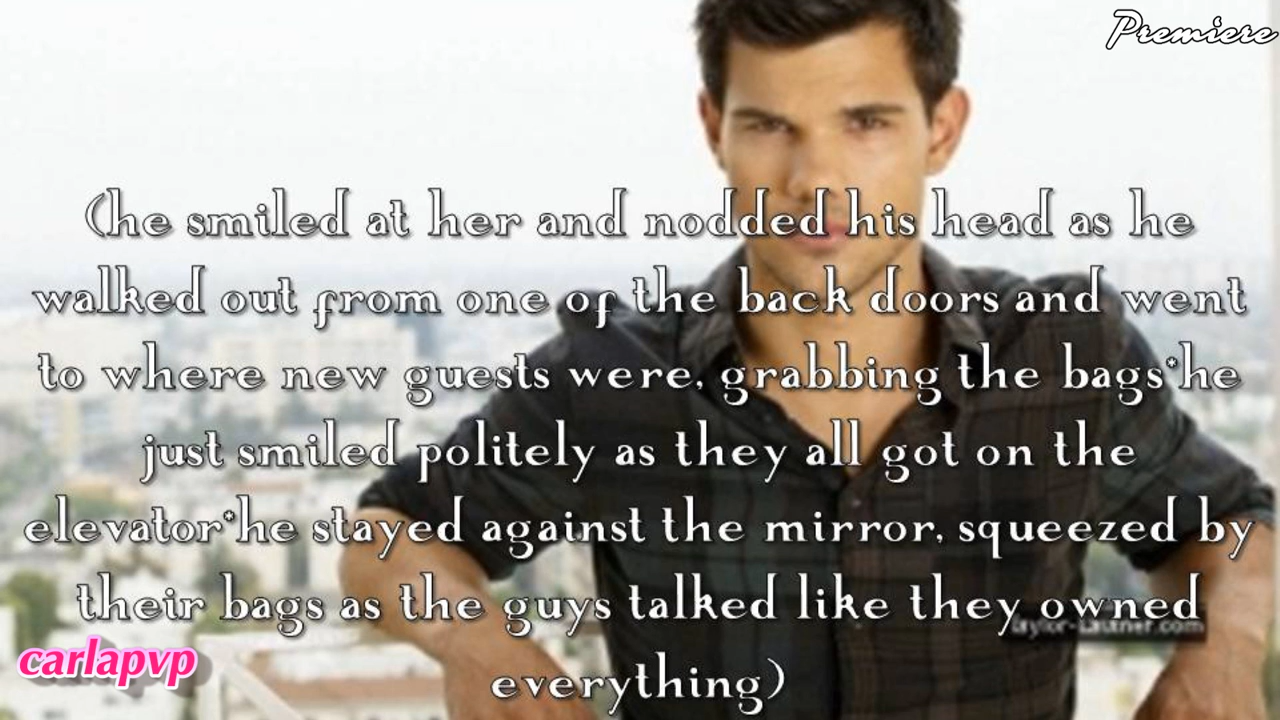 Premiere
(he smiled at her and nodded his head as he
walked out from one of the back doors and went
to where new guests were, grabbing the bags*he
just smiled politely as they all got on the
elevator*he stayed against the mirror, squeezed by
their bags as the guys talked like they owned
taylor-lautner.com
everything)
carlapvp